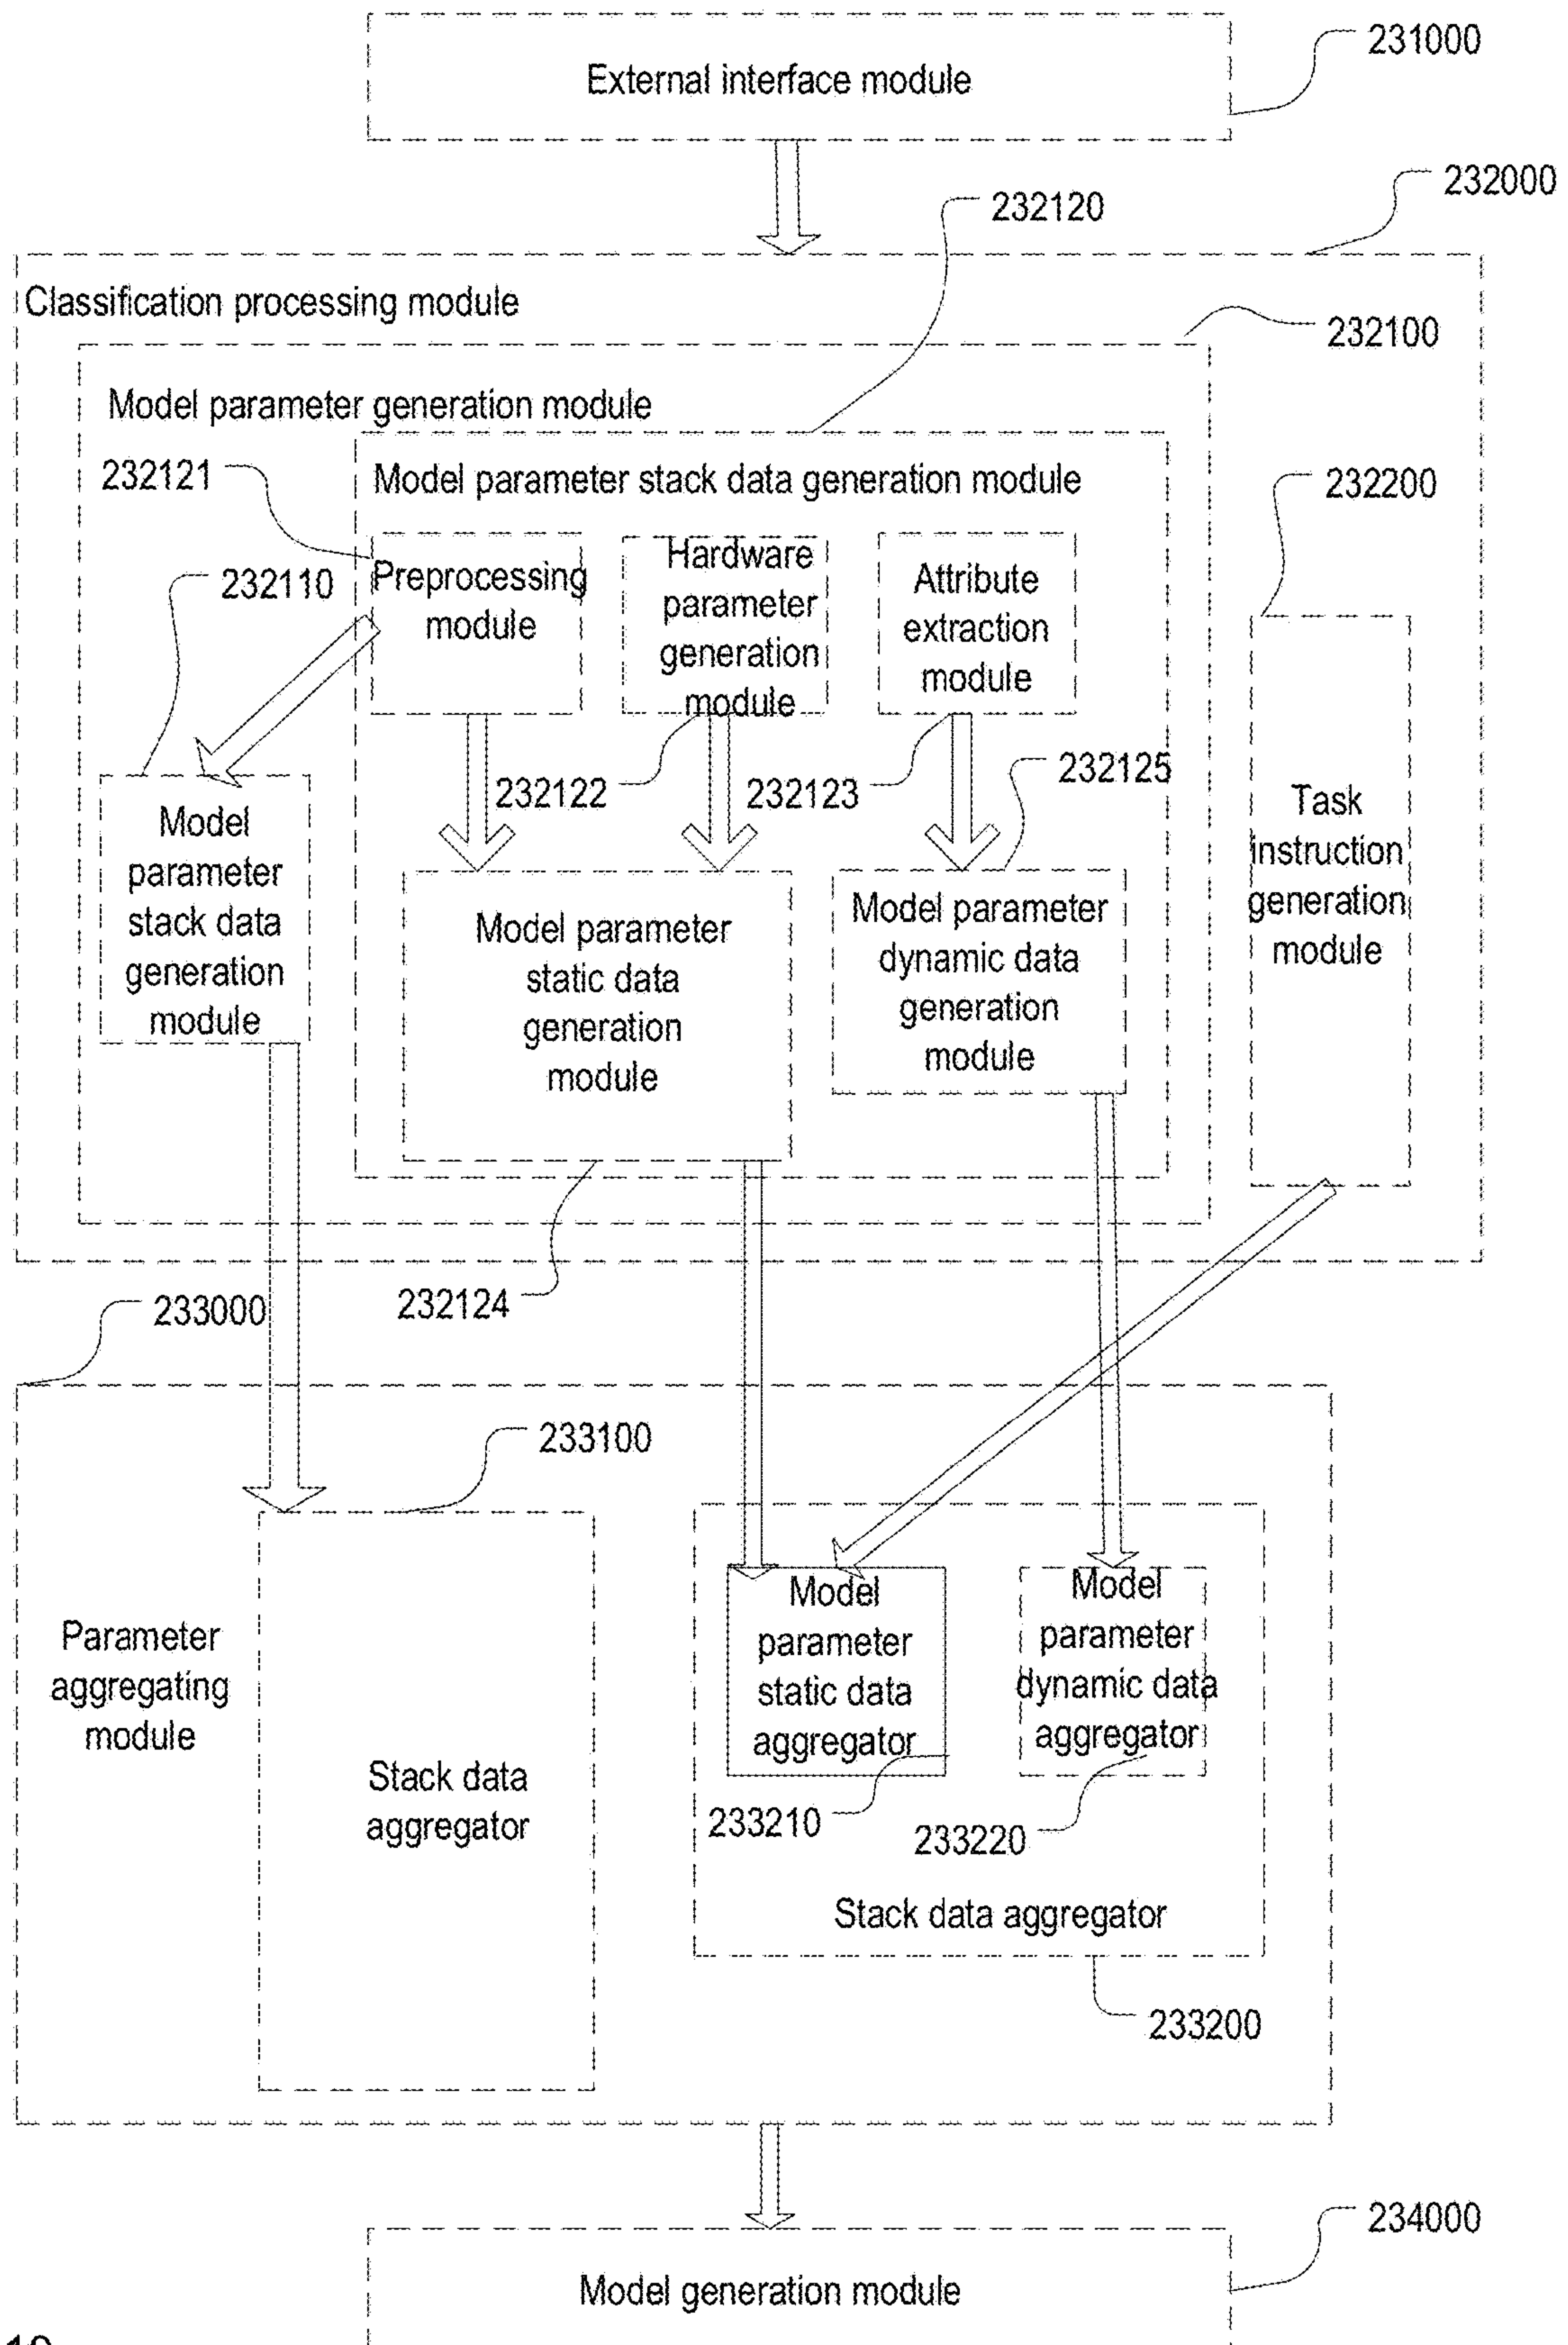 External interface module
231000
232000
232120
Classification processing module
232100
Model parameter generation module
232121
Model parameter stack data generation module
232200
232110
Preprocessing
module
Hardware
parameter
generation
module
Attribute
extraction
module
232122
232123
232125
Model
parameter
stack data
generation
module
Model parameter
static data
generation
module
Model parameter
dynamic data
generation
module
Task
instruction
generation
module
232124
233000
233100
Parameter
aggregating
module
Stack data
aggregator
Model
parameter
static data
aggregator
Model
parameter
dynamic data
aggregator
233210
233220
Stack data aggregator
233200
234000
Model generation module